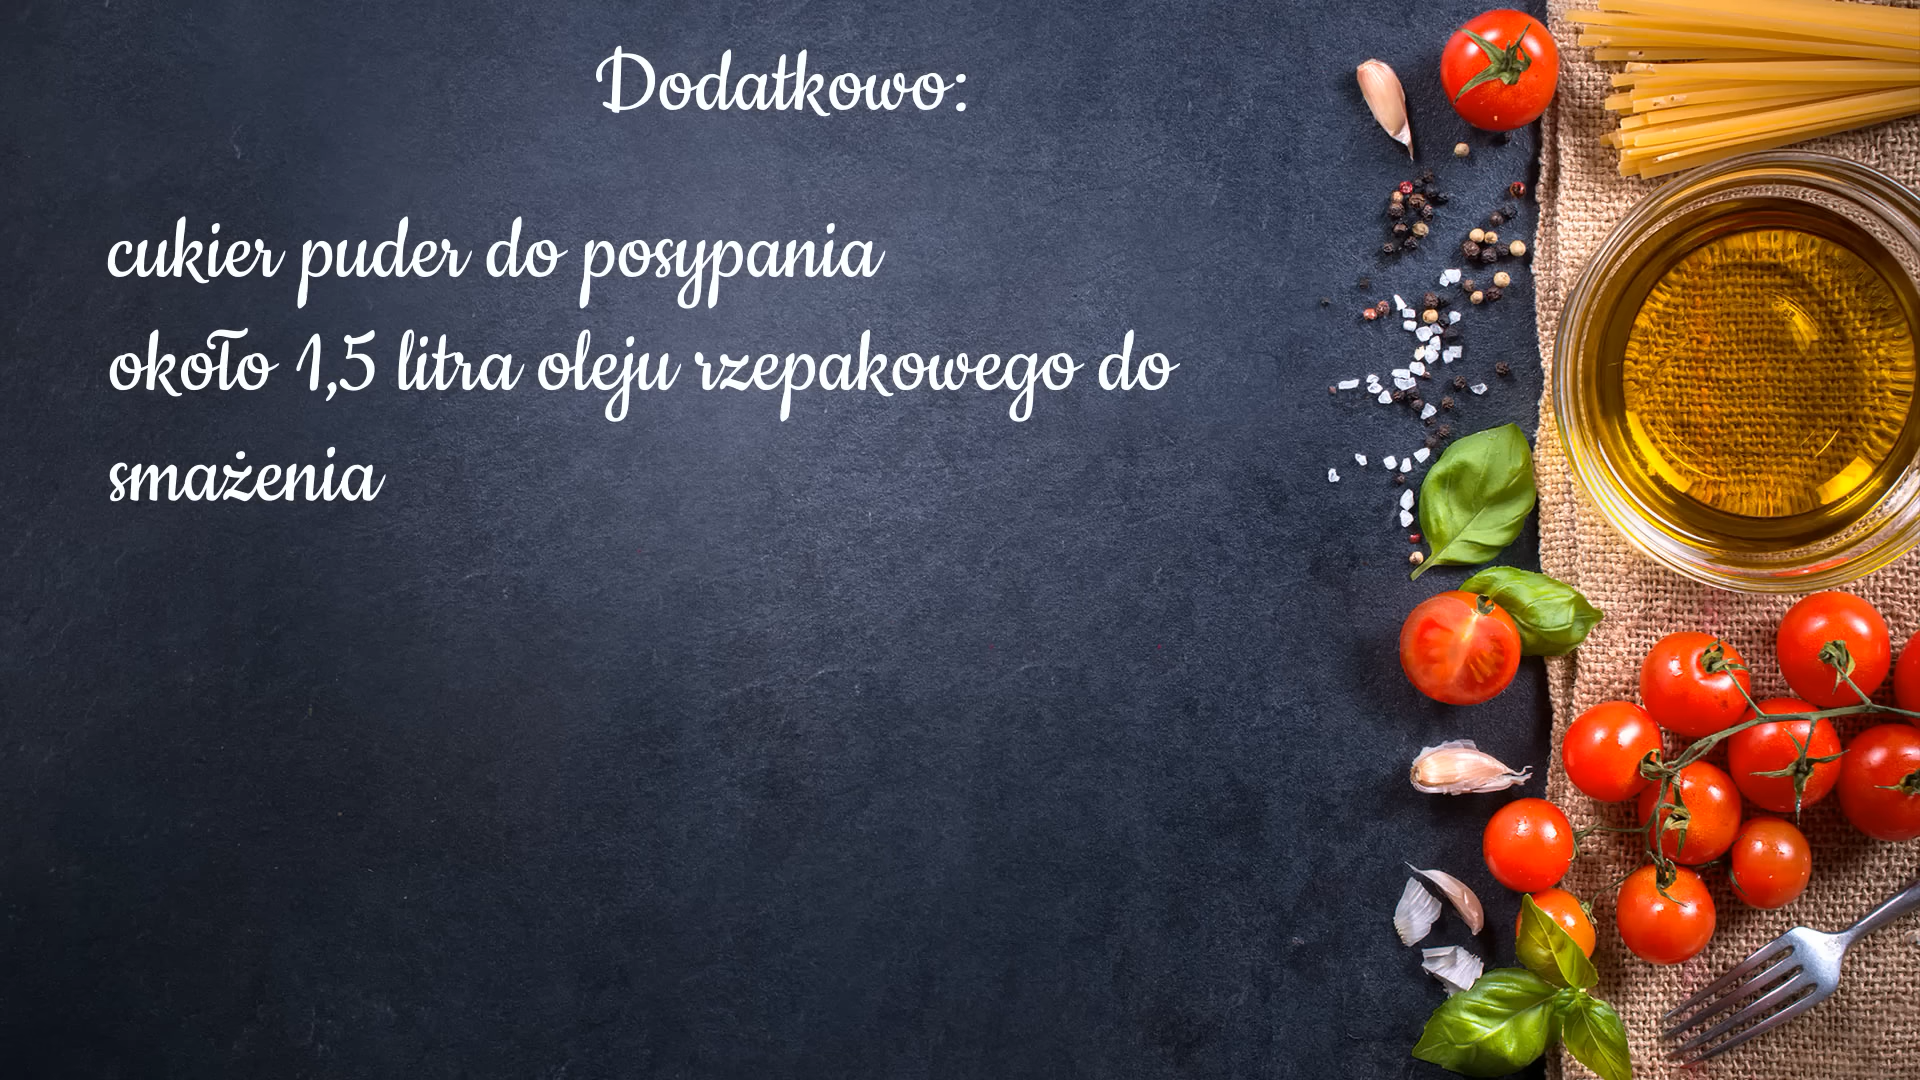 Dodatkowo:
cukier puder do posypania
około 1,5 litra oleju rzepakowego do
smażenia